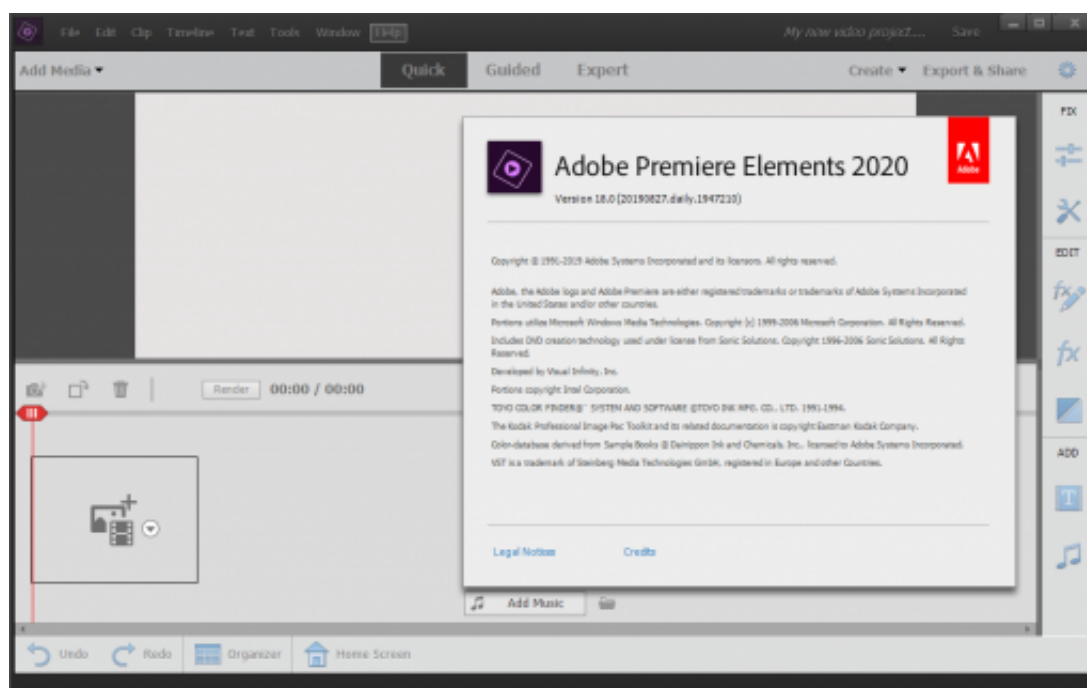 File Edit Clip Timeline Text Tools Window Help My new video project.... Save
Add Media Quick Guided Expert Create Export & Share
FIX
Adobe Premiere Elements 2020
Adobe
Version 18.0 (20190827.daily.1947210)
EDIT
Copyright © 1991-2019 Adobe Systems Incorporated and its licensors. All rights reserved.
Adobe, the Adobe logo and Adobe Premiere are either registered trademarks or trademarks of Adobe Systems Incorporated
in the United States and/or other countries.
Portions utilize Microsoft Windows Media Technologies. Copyright (c) 1999-2006 Microsoft Corporation. All Rights Reserved.
Includes DVD creation technology used under license from Sonic Solutions. Copyright 1996-2006 Sonic Solutions. All Rights
Reserved.
Developed by Visual Infinity, Inc.
Portions copyright Intel Corporation.
Render 00:00 / 00:00
TOYO COLOR FINDER®™ SYSTEM AND SOFTWARE ©TOYO INK MFG. CO., LTD. 1991-1994.
The Kodak Professional Image Pac Toolkit and its related documentation is copyright Eastman Kodak Company.
Color-database derived from Sample Books © Dainippon Ink and Chemicals, Inc., licensed to Adobe Systems Incorporated.
VST is a trademark of Steinberg Media Technologies GmbH, registered in Europe and other Countries.
ADD
Legal Notices Credits
Add Music
Undo Redo Organizer Home Screen